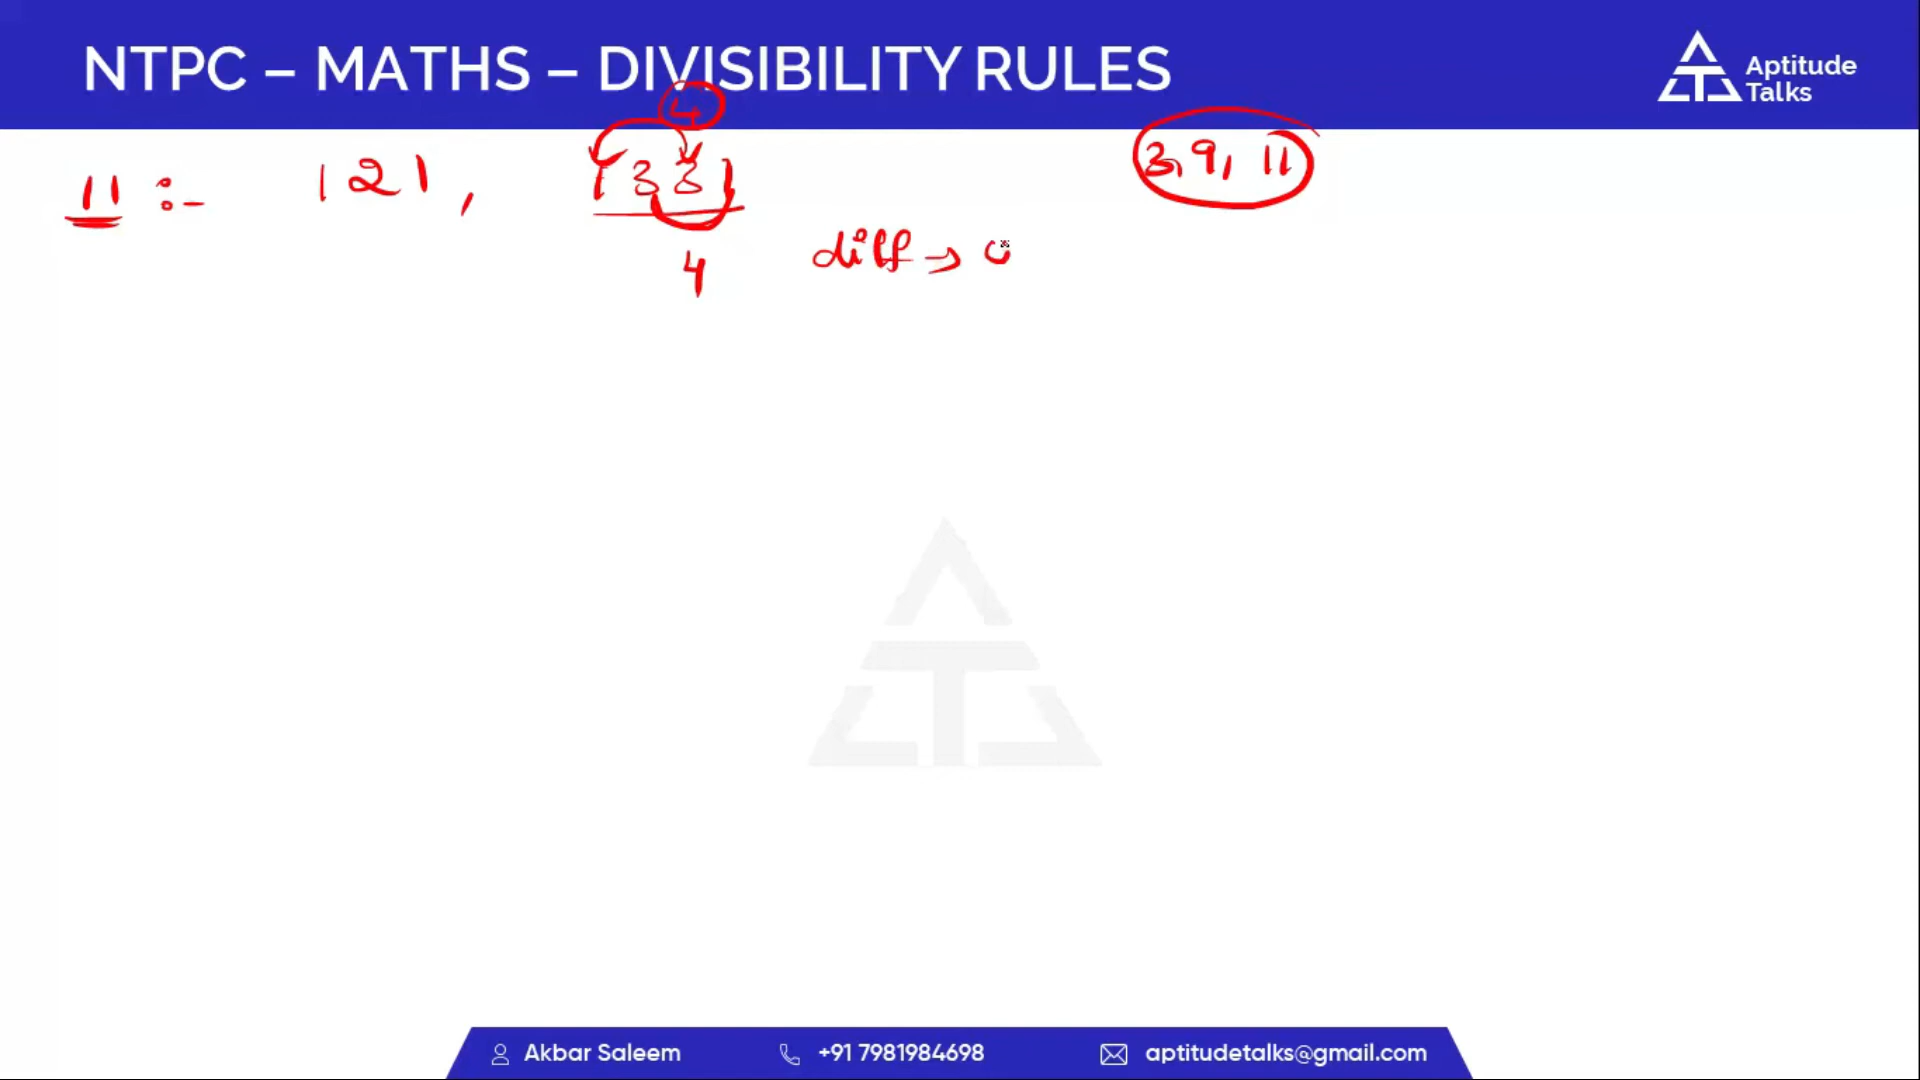 NTPC – MATHS – DIVISIBILITY RULES
Aptitude
Talks
4
11 :- 121, 1331
3, 9, 11
4
diff → 0
Akbar Saleem
+91 7981984698
aptitudetalks@gmail.com